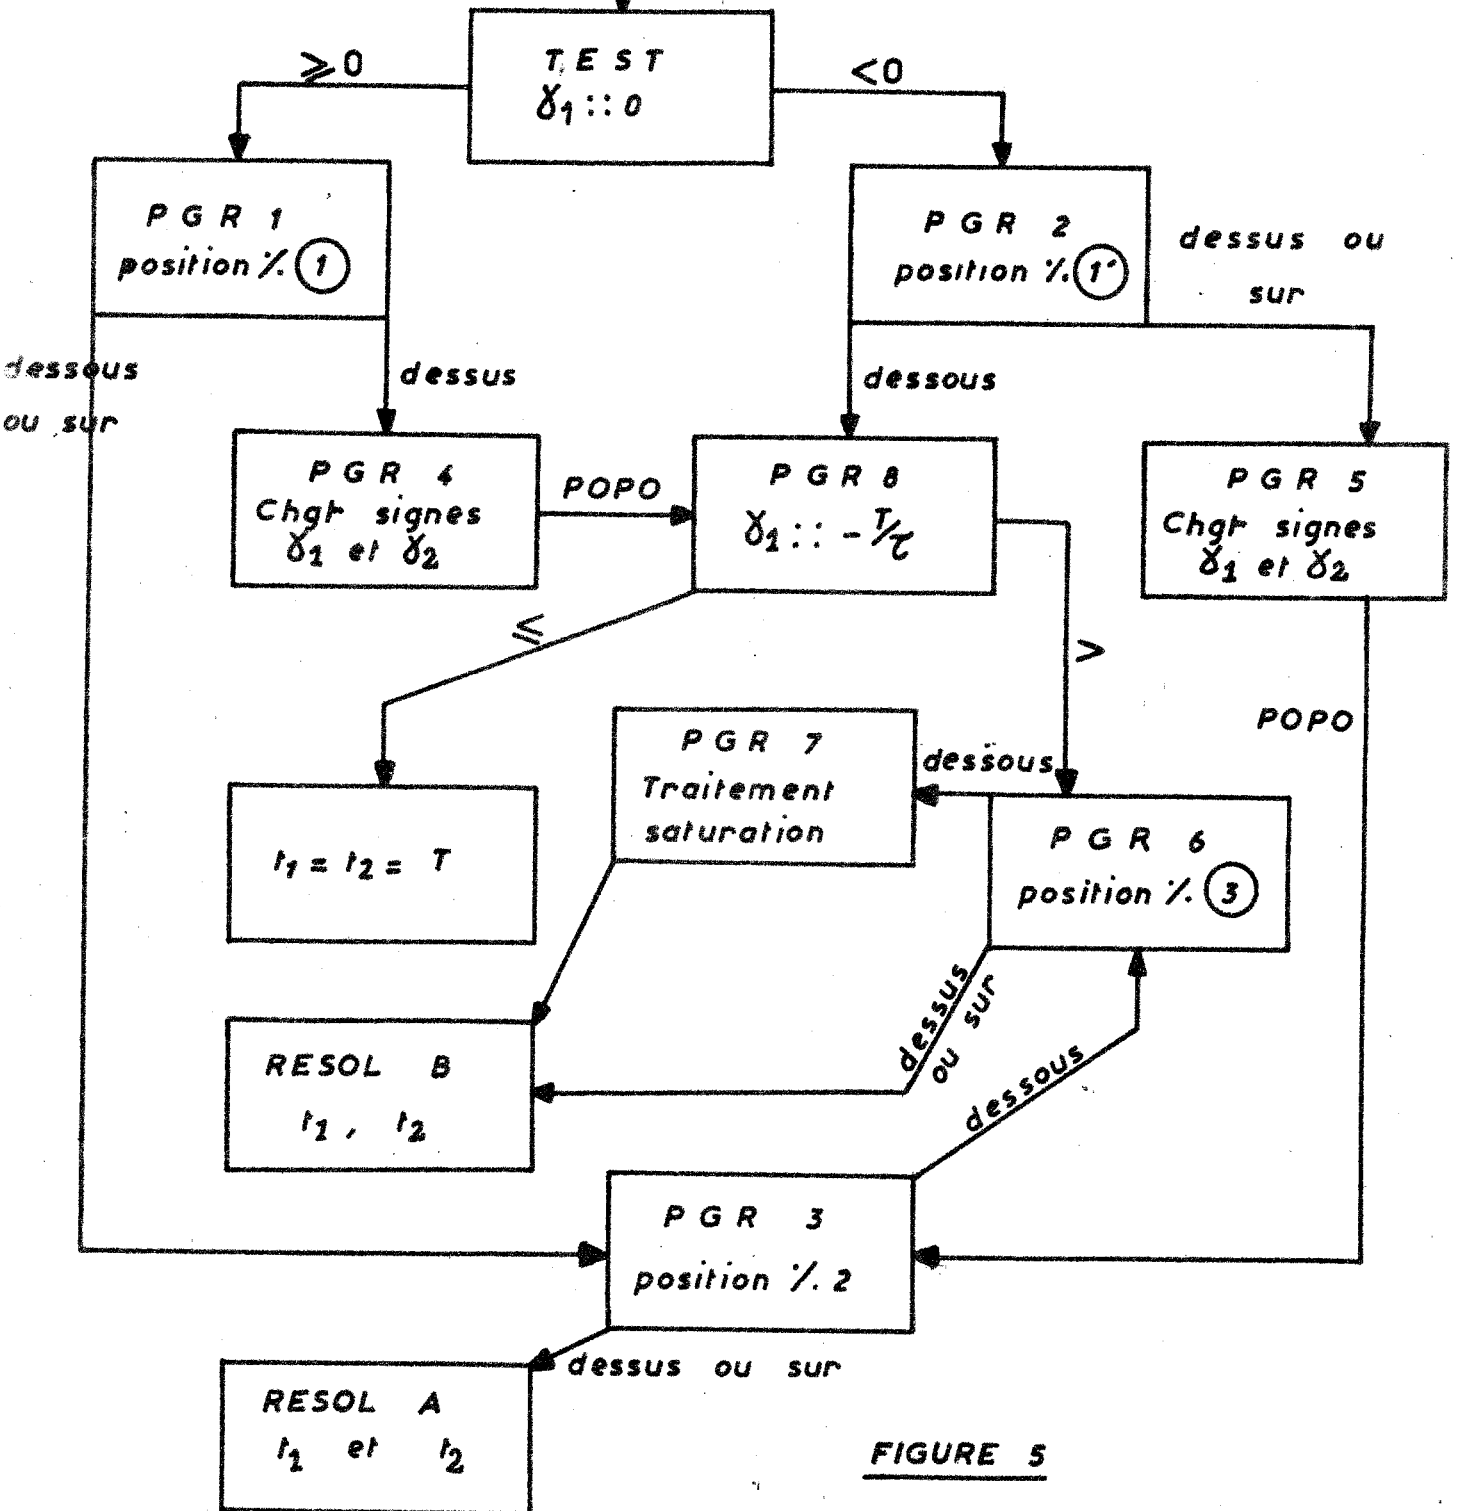 TEST
γ1 :: 0
⩾0
<0
PGR 1
position ⁒ ①
PGR 2
position ⁒ 1'
dessus ou
sur
dessous
ou sur
dessus
dessous
PGR 4
Chgt signes
γ1 et γ2
POPO
PGR 8
γ1 :: - T/τ
PGR 5
Chgt signes
γ1 et γ2
⩽
>
POPO
PGR 7
Traitement
saturation
dessous
PGR 6
position ⁒ ③
t1 = t2 = T
dessus
ou sur
RESOL B
t1, t2
dessous
PGR 3
position ⁒ 2
dessus ou sur
RESOL A
t1 et t2
FIGURE 5